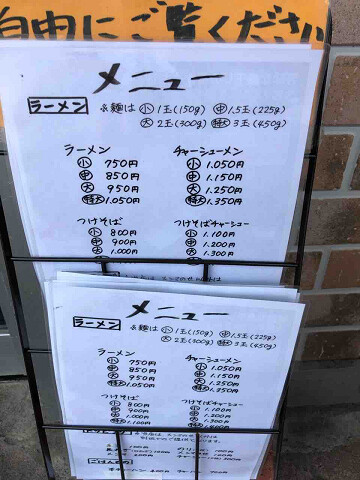 自由にご覧ください
メニュー
ラーメン ※麺は 小 1玉(150g) 中 1.5玉(225g)
大 2玉(300g) 特大 3玉(450g)
ラーメン チャーシューメン
小 750円 小 1.050円
中 850円 中 1.150円
大 950円 大 1.250円
特大 1.050円 特大 1.350円
つけそば つけそばチャーシュー
小 800円 小 1.100円
中 900円 中 1.200円
大 1.000円 大 1.300円
メニュー
ラーメン ※麺は 小 1玉(150g) 中 1.5玉(225g)
大 2玉(300g) 特大 3玉(450g)
ラーメン チャーシューメン
小 750円 小 1.050円
中 850円 中 1.150円
大 950円 大 1.250円
特大 1.050円 特大 1.350円
つけそば つけそばチャーシュー
小 800円 小 1.100円
中 900円 中 1.200円
大 1.000円 大 1.300円